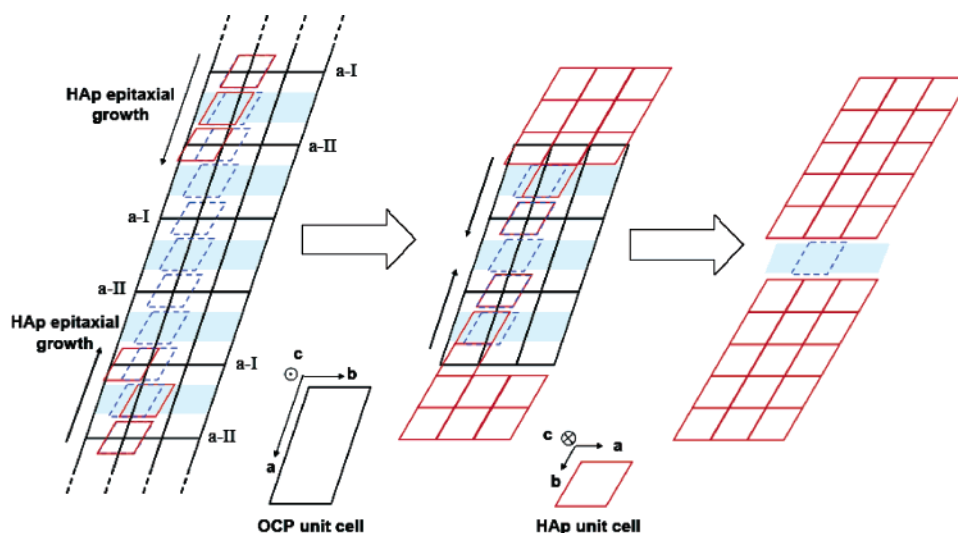 a-I
HAp epitaxial
growth
a-II
a-I
a-II
HAp epitaxial
growth
a-I
a-II
c
b
a
OCP unit cell
c
a
b
HAp unit cell